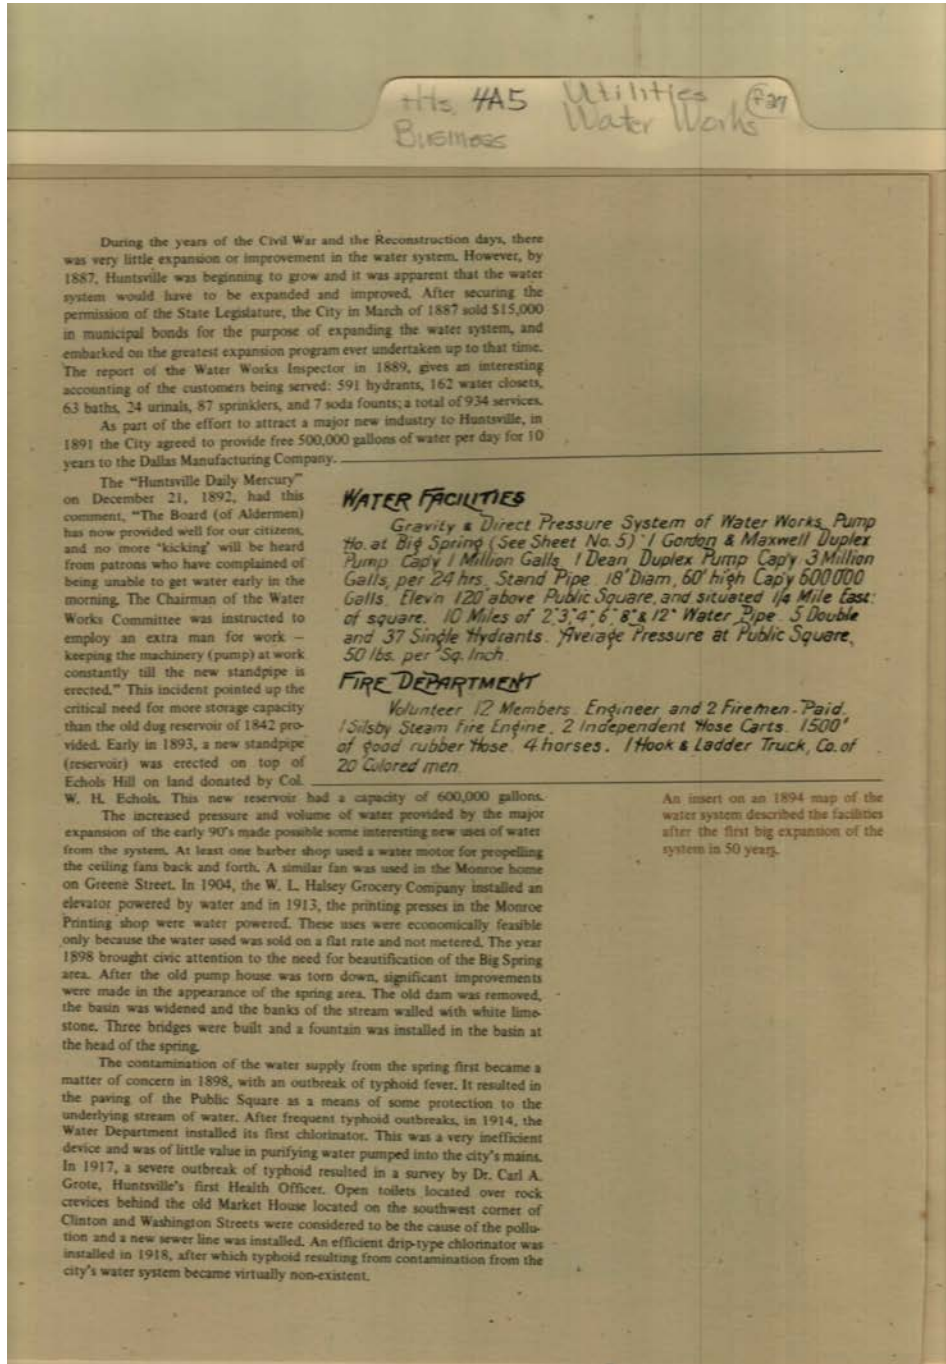 Hts. 4A5 Utilities F27
Business Water Works
During the years of the Civil War and the Reconstruction days, there
was very little expansion or improvement in the water system. However, by
1887, Huntsville was beginning to grow and it was apparent that the water
system would have to be expanded and improved. After securing the
permission of the State Legislature, the City in March of 1887 sold $15,000
in municipal bonds for the purpose of expanding the water system, and
embarked on the greatest expansion program ever undertaken up to that time.
The report of the Water Works Inspector in 1889, gives an interesting
accounting of the customers being served: 591 hydrants, 162 water closets,
63 baths, 24 urinals, 87 sprinklers, and 7 soda founts; a total of 934 services.
As part of the effort to attract a major new industry to Huntsville, in
1891 the City agreed to provide free 500,000 gallons of water per day for 10
years to the Dallas Manufacturing Company.
The "Huntsville Daily Mercury"
on December 21, 1892, had this
comment, "The Board (of Aldermen)
has now provided well for our citizens,
and no more 'kicking' will be heard
from patrons who have complained of
being unable to get water early in the
morning. The Chairman of the Water
Works Committee was instructed to
employ an extra man for work —
keeping the machinery (pump) at work
constantly till the new standpipe is
erected." This incident pointed up the
critical need for more storage capacity
than the old dug reservoir of 1842 pro-
vided. Early in 1893, a new standpipe
(reservoir) was erected on top of
Echols Hill on land donated by Col.
W. H. Echols. This new reservoir had a capacity of 600,000 gallons.
WATER FACILITIES
Gravity & Direct Pressure System of Water Works, Pump
Ho. at Big Spring (See Sheet No. 5) 1 Gordon & Maxwell Duplex
Pump Cap'y 1 Million Galls, 1 Dean Duplex Pump Cap'y 3 Million
Galls, per 24 hrs. Stand Pipe 18' Diam, 60' high Cap'y 600000
Galls. Elev'n 120' above Public Square, and situated 1/4 Mile East
of square. 10 Miles of 2", 3", 4", 6", 8" & 12" Water Pipe. 5 Double
and 37 Single Hydrants. Average Pressure at Public Square,
50 lbs. per Sq. Inch.
FIRE DEPARTMENT
Volunteer 12 Members. Engineer and 2 Firemen - Paid.
1 Silsby Steam Fire Engine. 2 Independent Hose Carts. 1500'
of good rubber Hose. 4 horses. 1 Hook & Ladder Truck, Co. of
20 Colored men.
An insert on an 1894 map of the
water system described the facilities
after the first big expansion of the
system in 50 years.
The increased pressure and volume of water provided by the major
expansion of the early 90's made possible some interesting new uses of water
from the system. At least one barber shop used a water motor for propelling
the ceiling fans back and forth. A similar fan was used in the Monroe home
on Greene Street. In 1904, the W. L. Halsey Grocery Company installed an
elevator powered by water and in 1913, the printing presses in the Monroe
Printing shop were water powered. These uses were economically feasible
only because the water used was sold on a flat rate and not metered. The year
1898 brought civic attention to the need for beautification of the Big Spring
area. After the old pump house was torn down, significant improvements
were made in the appearance of the spring area. The old dam was removed,
the basin was widened and the banks of the stream walled with white lime-
stone. Three bridges were built and a fountain was installed in the basin at
the head of the spring.
The contamination of the water supply from the spring first became a
matter of concern in 1898, with an outbreak of typhoid fever. It resulted in
the paving of the Public Square as a means of some protection to the
underlying stream of water. After frequent typhoid outbreaks, in 1914, the
Water Department installed its first chlorinator. This was a very inefficient
device and was of little value in purifying water pumped into the city's mains.
In 1917, a severe outbreak of typhoid resulted in a survey by Dr. Carl A.
Grote, Huntsville's first Health Officer. Open toilets located over rock
crevices behind the old Market House located on the southwest corner of
Clinton and Washington Streets were considered to be the cause of the pollu-
tion and a new sewer line was installed. An efficient drip-type chlorinator was
installed in 1918, after which typhoid resulting from contamination from the
city's water system became virtually non-existent.